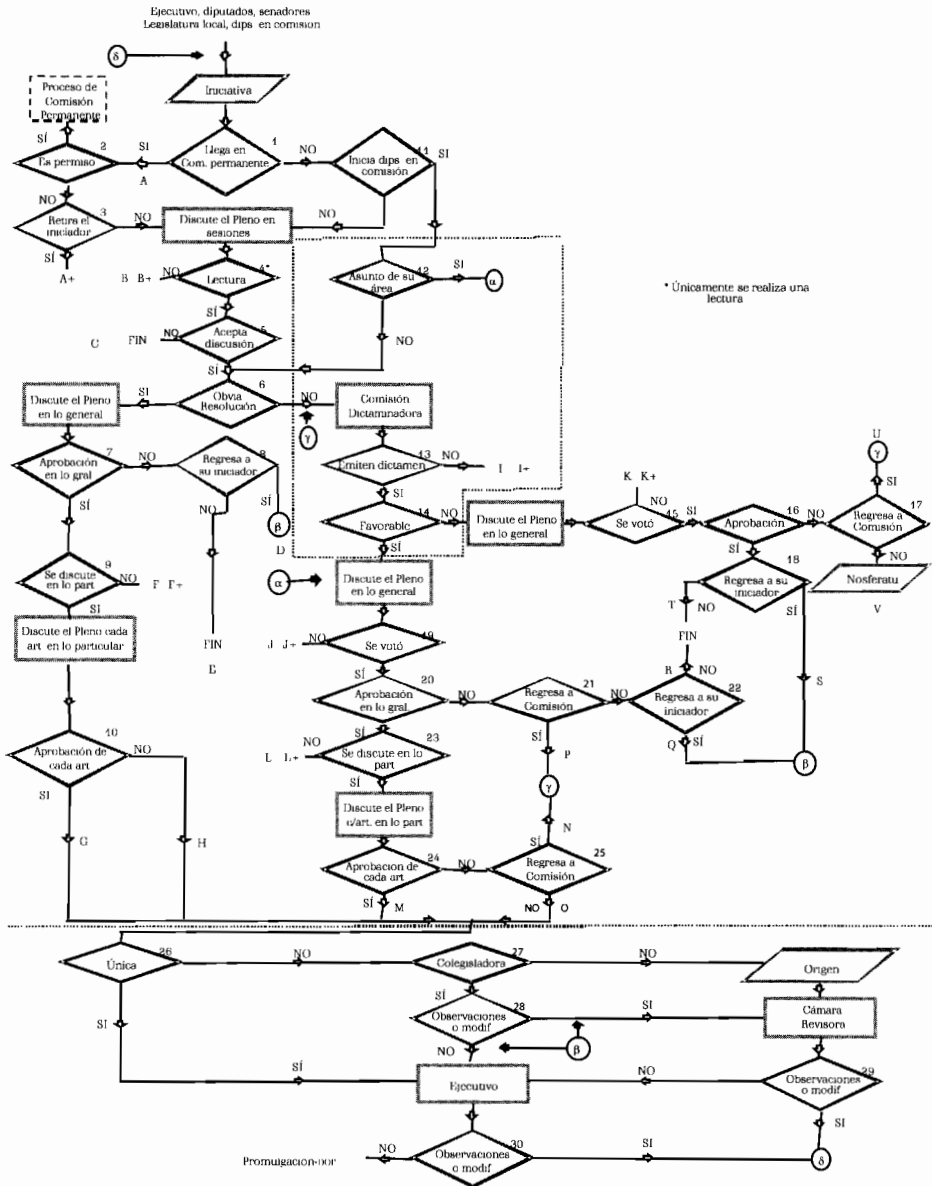 Ejecutivo, diputados, senadores
Legislatura local, dips en comision
δ
Iniciativa
Proceso de
Comisión
Permanente
SÍ
2
Es permiso
SI
A
1
Llega en
Com. permanente
NO
11
Inicia dips en
comisión
SI
NO
3
Retira el
iniciador
NO
SÍ
A+
Discute el Pleno en
sesiones
NO
B B+
NO
4*
Lectura
SÍ
12
Asunto de su
área
SI
α
NO
* Únicamente se realiza una
lectura
C
FIN
NO
5
Acepta
discusión
SÍ
6
Obvia
Resolución
SI
NO
γ
Discute el Pleno
en lo general
Comisión
Dictaminadora
7
Aprobación
en lo gral
NO
8
Regresa a
su iniciador
SÍ
β
D
NO
FIN
E
SÍ
13
Emiten dictamen
NO
I I+
SI
14
Favorable
NO
SÍ
Discute el Pleno
en lo general
K K+
NO
15
Se votó
SI
16
Aprobación
NO
SÍ
U
γ
SI
17
Regresa a
Comisión
NO
Nosferatu
V
18
Regresa a su
iniciador
T
NO
SÍ
FIN
S
9
Se discute
en lo part
NO
F F+
SI
Discute el Pleno cada
art en lo particular
α
Discute el Pleno
en lo general
J J+
NO
19
Se votó
SÍ
20
Aprobación
en lo gral
NO
21
Regresa a
Comisión
NO
R
NO
22
Regresa a su
iniciador
Q
SÍ
β
SÍ
P
γ
N
SÍ
23
Se discute en lo
part
NO
L L+
SÍ
Discute el Pleno
c/art. en lo part
10
Aprobación de
cada art
NO
SI
G
H
24
Aprobacion de
cada art
NO
SÍ
M
SÍ
25
Regresa a
Comisión
NO
O
26
Única
NO
27
Colegisladora
NO
Origen
SI
SÍ
28
Observaciones
o modif
SI
Cámara
Revisora
NO
β
SÍ
Ejecutivo
NO
29
Observaciones
o modif
SI
30
Observaciones
o modif
NO
Promulgacion-DOF
SI
δ